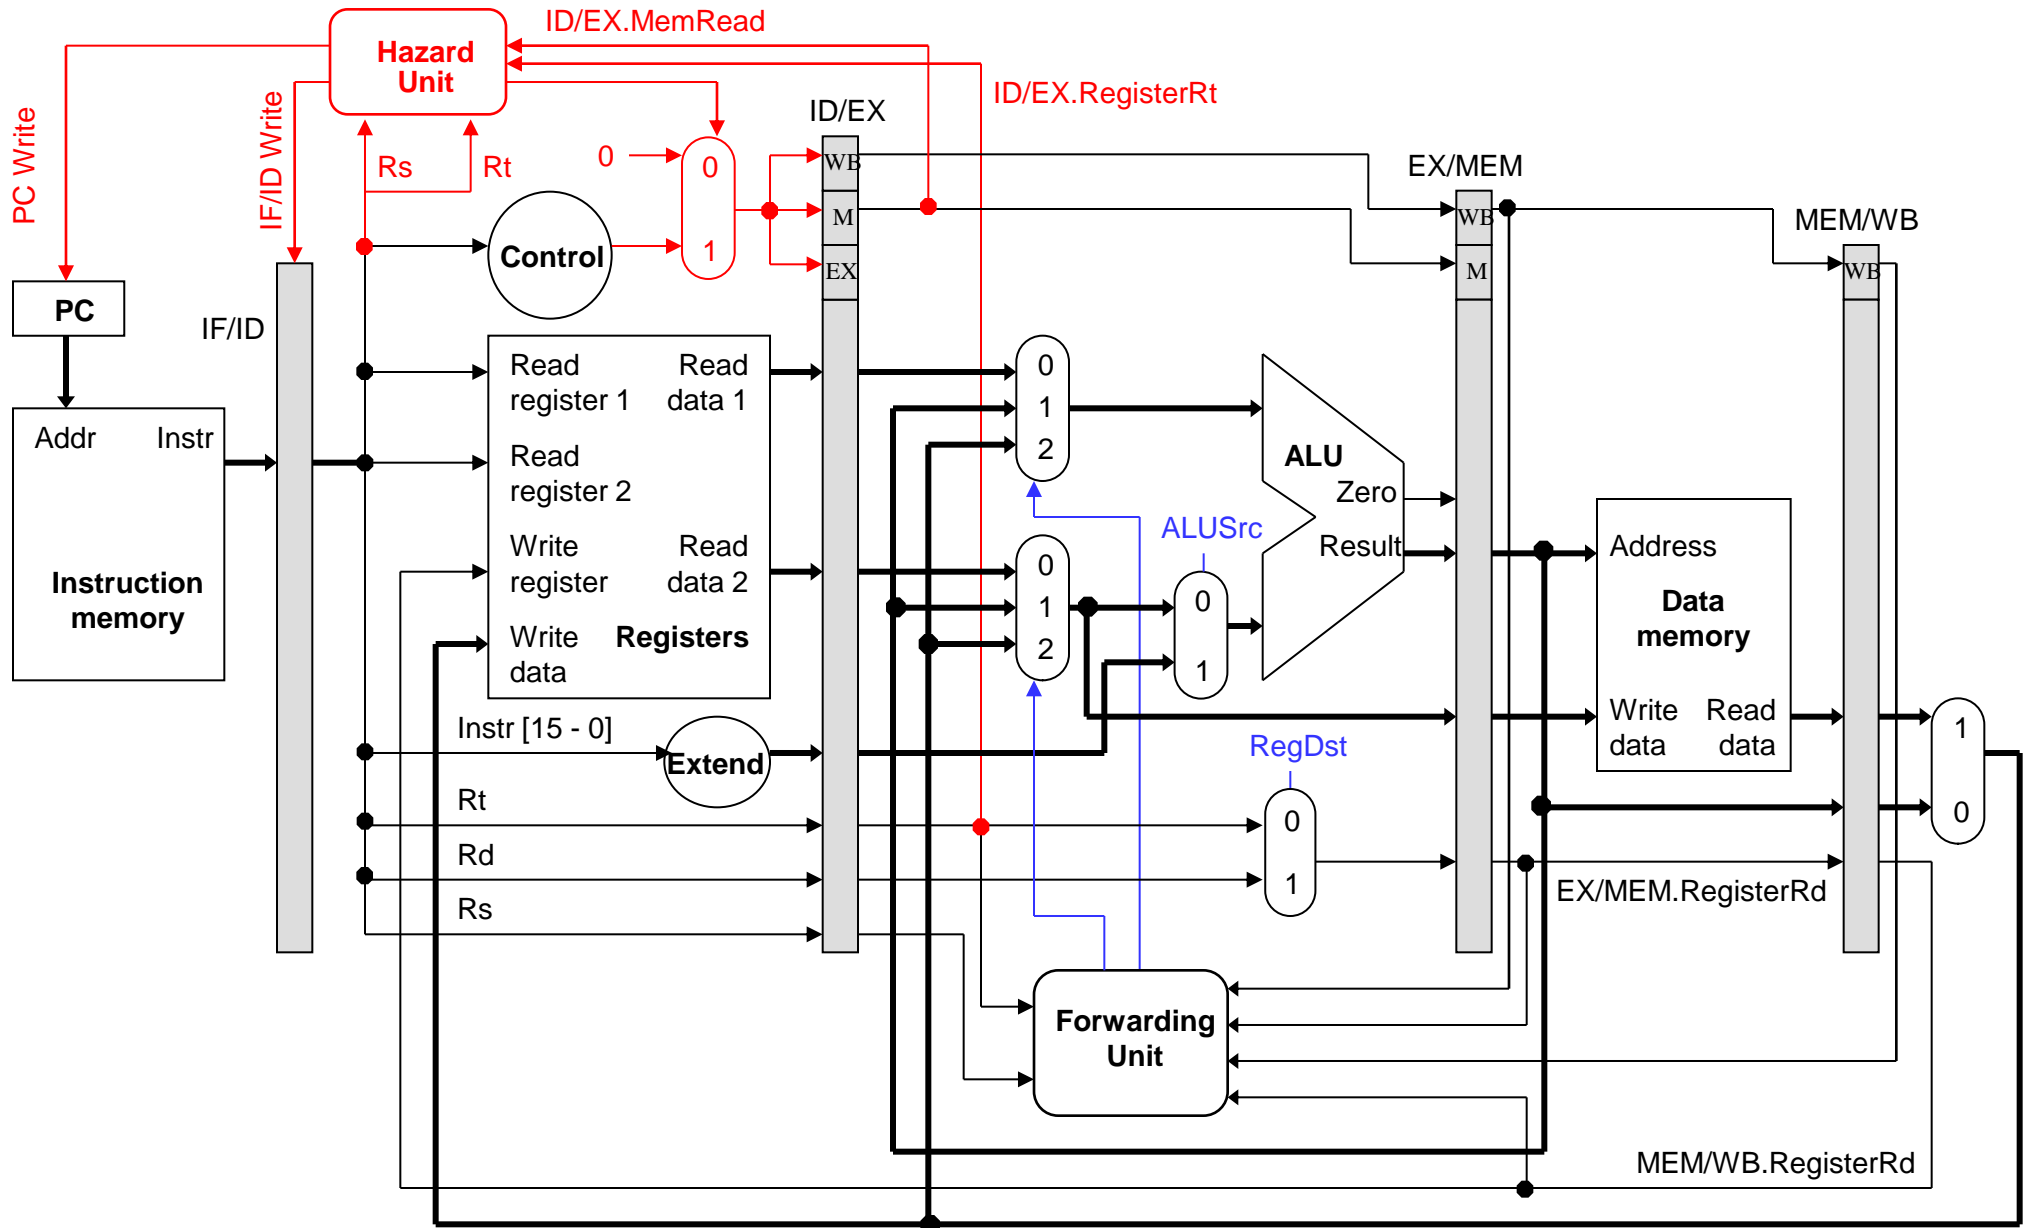 ID/EX.MemRead
Hazard
Unit
ID/EX.RegisterRt
PC Write
IF/ID Write
Rs
Rt
0
0
1
ID/EX
WB
M
EX
EX/MEM
WB
M
MEM/WB
WB
Control
PC
IF/ID
Addr
Instr
Instruction
memory
Read
register 1
Read
data 1
Read
register 2
Write
register
Read
data 2
Write
data
Registers
Instr [15 - 0]
Extend
Rt
Rd
Rs
0
1
2
0
1
2
ALUSrc
0
1
ALU
Zero
Result
RegDst
0
1
Address
Data
memory
Write
data
Read
data
1
0
EX/MEM.RegisterRd
Forwarding
Unit
MEM/WB.RegisterRd